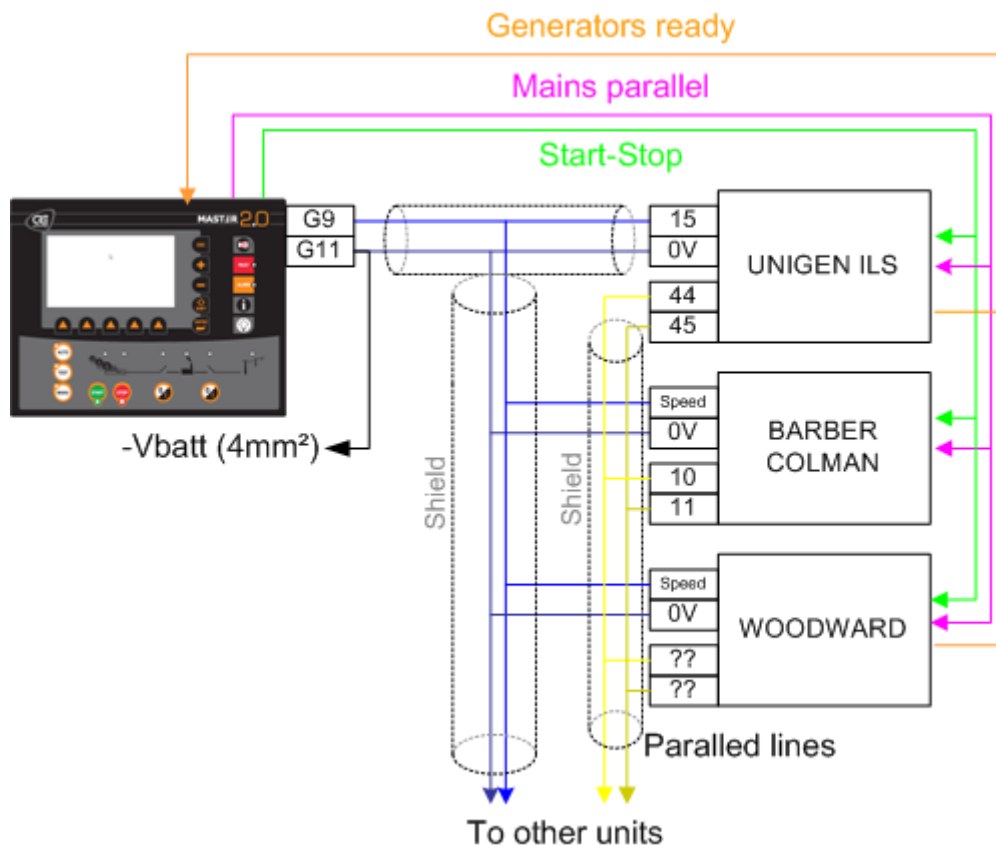 Generators ready
Mains parallel
Start-Stop
MASTER 2.0
G9
G11
15
0V
44
45
UNIGEN ILS
Speed
0V
10
11
BARBER
COLMAN
-Vbatt (4mm²)
Shield
Shield
Speed
0V
??
??
WOODWARD
Paralled lines
To other units